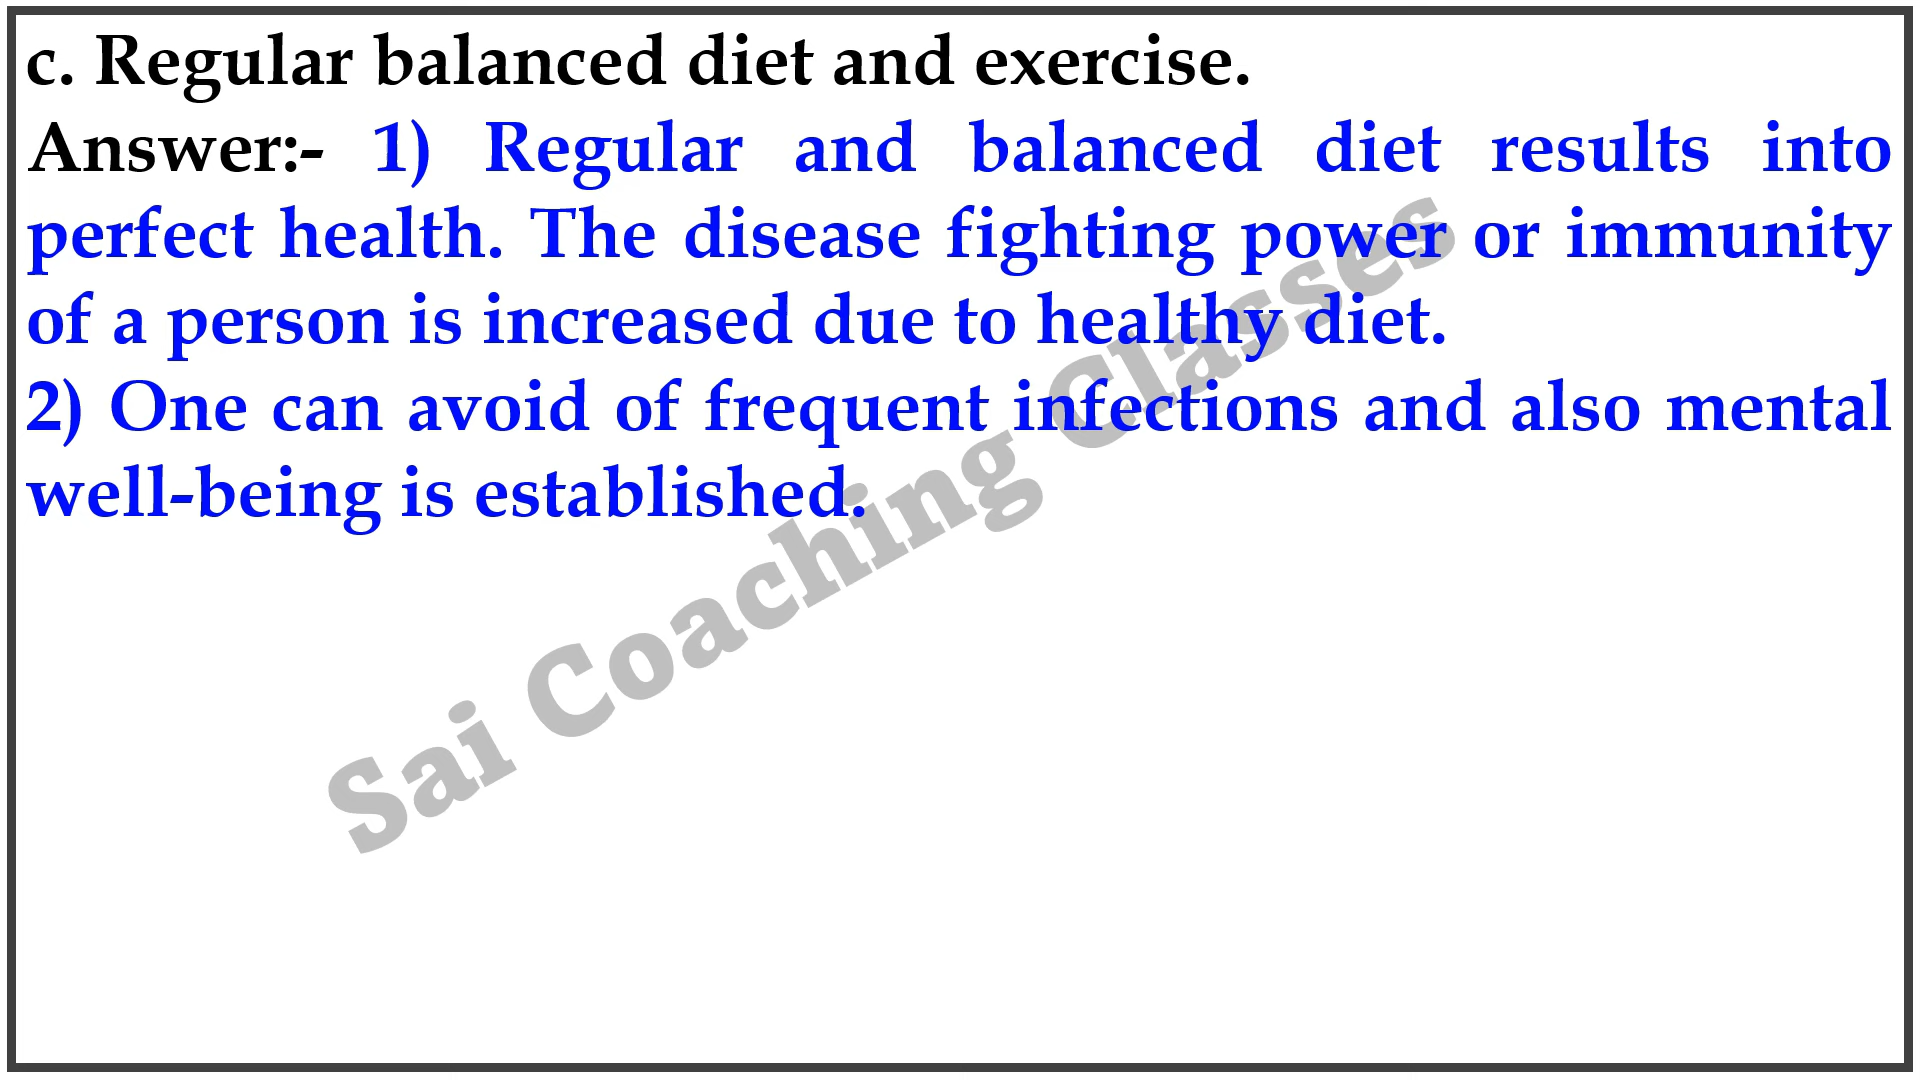 c. Regular balanced diet and exercise.
Answer:- 1) Regular and balanced diet results into
perfect health. The disease fighting power or immunity
of a person is increased due to healthy diet.
2) One can avoid of frequent infections and also mental
well-being is established.
Sai Coaching Classes